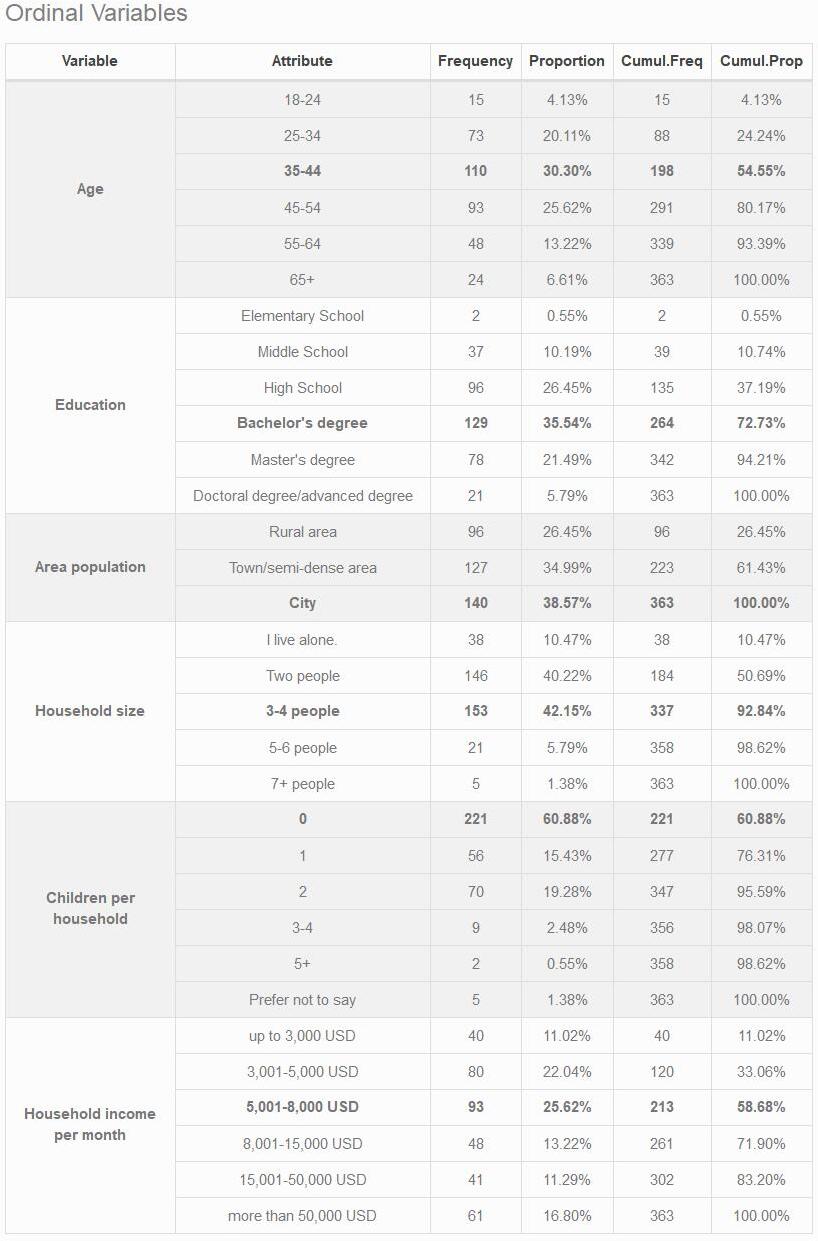 Ordinal Variables
Variable Attribute Frequency Proportion Cumul.Freq Cumul.Prop
Age
18-24 15 4.13% 15 4.13%
25-34 73 20.11% 88 24.24%
35-44 110 30.30% 198 54.55%
45-54 93 25.62% 291 80.17%
55-64 48 13.22% 339 93.39%
65+ 24 6.61% 363 100.00%
Education
Elementary School 2 0.55% 2 0.55%
Middle School 37 10.19% 39 10.74%
High School 96 26.45% 135 37.19%
Bachelor's degree 129 35.54% 264 72.73%
Master's degree 78 21.49% 342 94.21%
Doctoral degree/advanced degree 21 5.79% 363 100.00%
Area population
Rural area 96 26.45% 96 26.45%
Town/semi-dense area 127 34.99% 223 61.43%
City 140 38.57% 363 100.00%
Household size
I live alone. 38 10.47% 38 10.47%
Two people 146 40.22% 184 50.69%
3-4 people 153 42.15% 337 92.84%
5-6 people 21 5.79% 358 98.62%
7+ people 5 1.38% 363 100.00%
Children per
household
0 221 60.88% 221 60.88%
1 56 15.43% 277 76.31%
2 70 19.28% 347 95.59%
3-4 9 2.48% 356 98.07%
5+ 2 0.55% 358 98.62%
Prefer not to say 5 1.38% 363 100.00%
Household income
per month
up to 3,000 USD 40 11.02% 40 11.02%
3,001-5,000 USD 80 22.04% 120 33.06%
5,001-8,000 USD 93 25.62% 213 58.68%
8,001-15,000 USD 48 13.22% 261 71.90%
15,001-50,000 USD 41 11.29% 302 83.20%
more than 50,000 USD 61 16.80% 363 100.00%